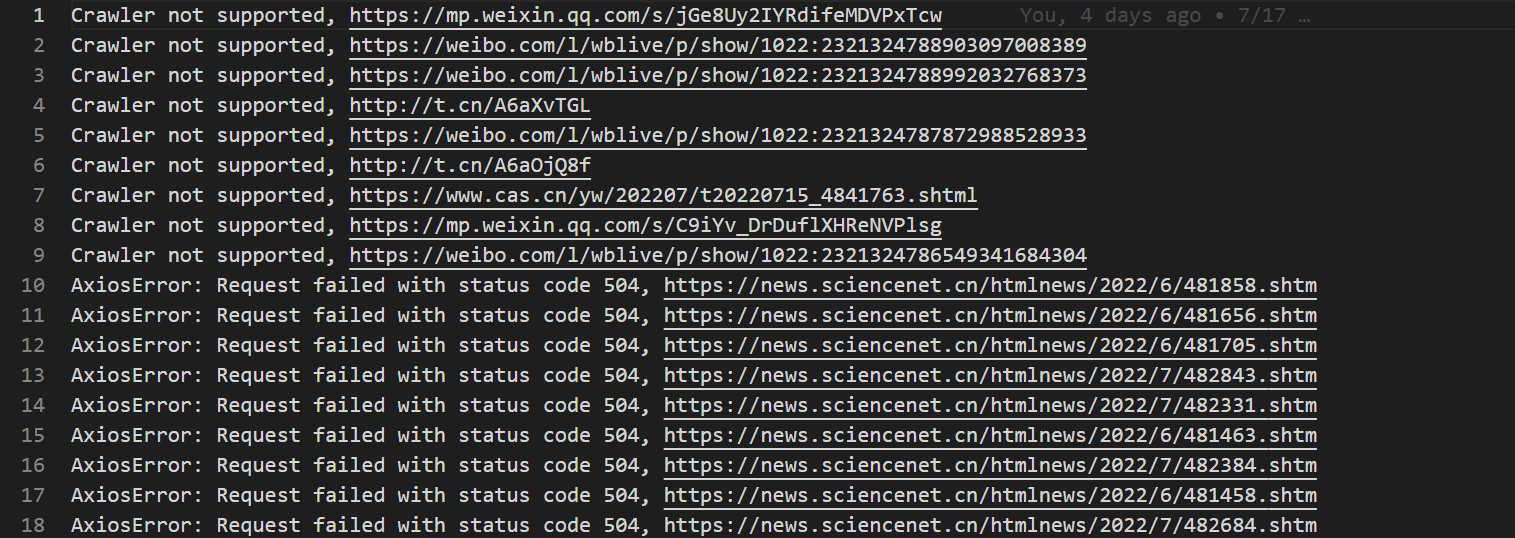 1 Crawler not supported, https://mp.weixin.qq.com/s/jGe8Uy2IYRdifeMDVPxTcw You, 4 days ago • 7/17 …
2 Crawler not supported, https://weibo.com/l/wblive/p/show/1022:2321324788903097008389
3 Crawler not supported, https://weibo.com/l/wblive/p/show/1022:2321324788992032768373
4 Crawler not supported, http://t.cn/A6aXvTGL
5 Crawler not supported, https://weibo.com/l/wblive/p/show/1022:2321324787872988528933
6 Crawler not supported, http://t.cn/A6aOjQ8f
7 Crawler not supported, https://www.cas.cn/yw/202207/t20220715_4841763.shtml
8 Crawler not supported, https://mp.weixin.qq.com/s/C9iYv_DrDuflXHReNVPlsg
9 Crawler not supported, https://weibo.com/l/wblive/p/show/1022:2321324786549341684304
10 AxiosError: Request failed with status code 504, https://news.sciencenet.cn/htmlnews/2022/6/481858.shtm
11 AxiosError: Request failed with status code 504, https://news.sciencenet.cn/htmlnews/2022/6/481656.shtm
12 AxiosError: Request failed with status code 504, https://news.sciencenet.cn/htmlnews/2022/6/481705.shtm
13 AxiosError: Request failed with status code 504, https://news.sciencenet.cn/htmlnews/2022/7/482843.shtm
14 AxiosError: Request failed with status code 504, https://news.sciencenet.cn/htmlnews/2022/7/482331.shtm
15 AxiosError: Request failed with status code 504, https://news.sciencenet.cn/htmlnews/2022/6/481463.shtm
16 AxiosError: Request failed with status code 504, https://news.sciencenet.cn/htmlnews/2022/7/482384.shtm
17 AxiosError: Request failed with status code 504, https://news.sciencenet.cn/htmlnews/2022/6/481458.shtm
18 AxiosError: Request failed with status code 504, https://news.sciencenet.cn/htmlnews/2022/7/482684.shtm